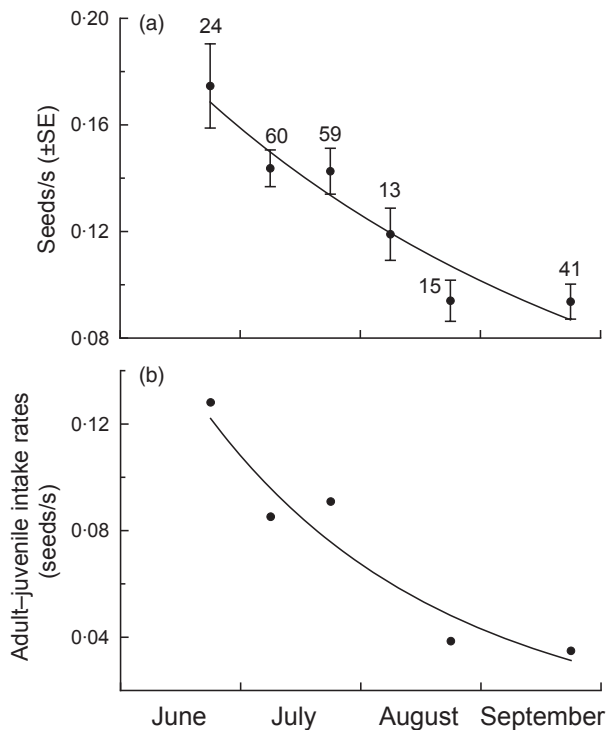 (a)
24
60
59
13
15
41
0·20
0·16
0·12
0·08
Seeds/s (±SE)
(b)
0·12
0·08
0·04
Adult–juvenile intake rates
(seeds/s)
June July August September